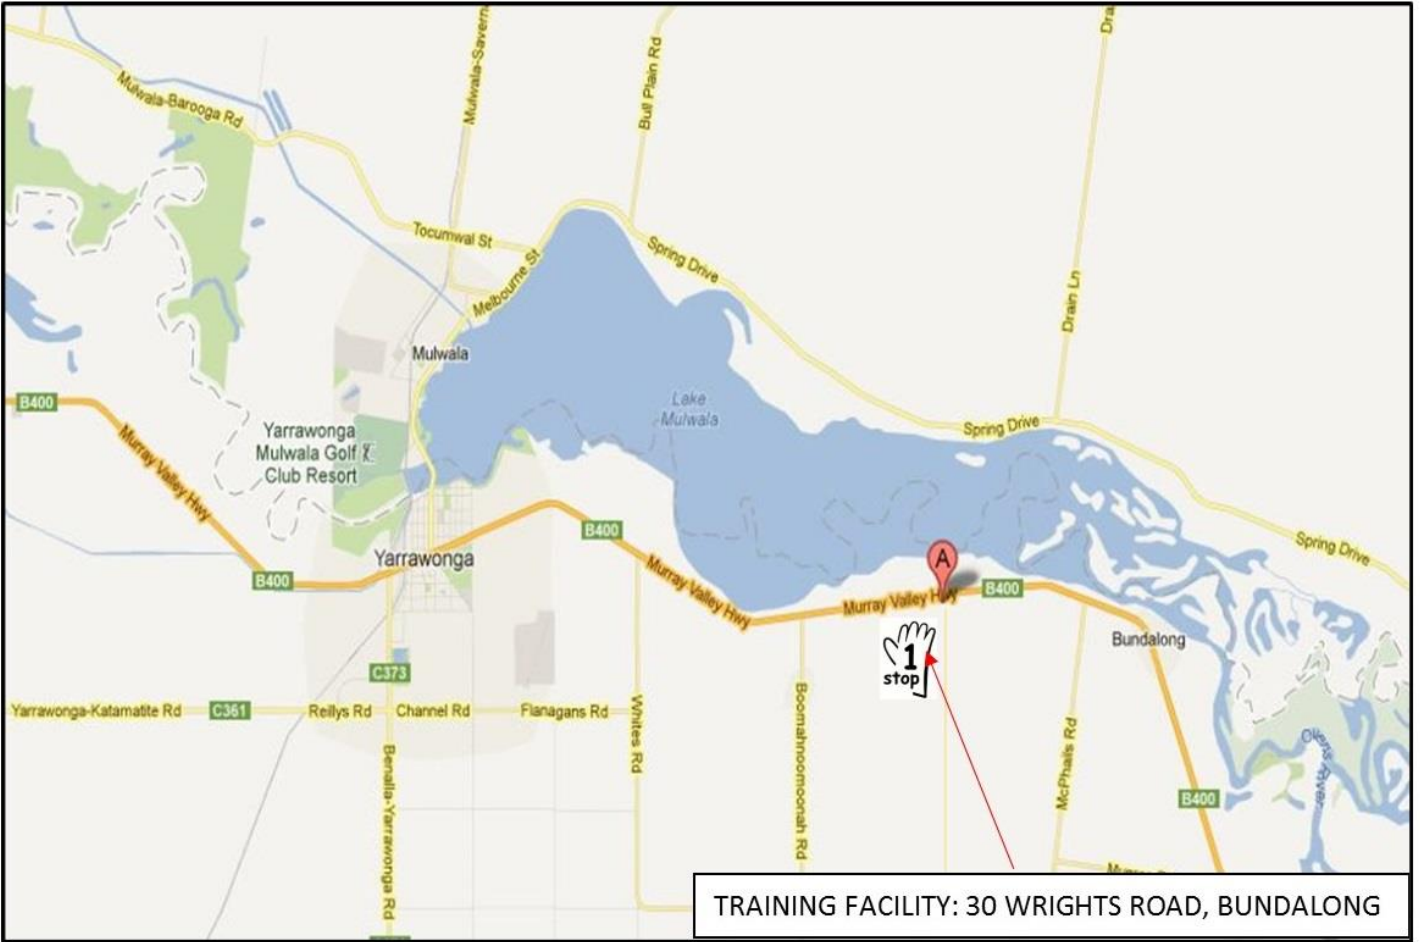 Mulwala-Barooga Rd
Mulwala-Savern
Bull Plain Rd
Dra
Tocumwal St
Melbourne St
Spring Drive
Drain Ln
Mulwala
B400
Lake
Mulwala
Murray Valley Hwy
Yarrawonga
Mulwala Golf
Club Resort
Spring Drive
B400
Spring Drive
Yarrawonga
B400
Murray Valley Hwy
A
Murray Valley Hwy
B400
Bundalong
1
stop
C373
Yarrawonga-Katamatite Rd
C361
Reillys Rd
Channel Rd
Flanagans Rd
Whites Rd
Boomahnoomoonah Rd
McPhails Rd
Ovens River
Benalla-Yarrawonga Rd
B400
TRAINING FACILITY: 30 WRIGHTS ROAD, BUNDALONG